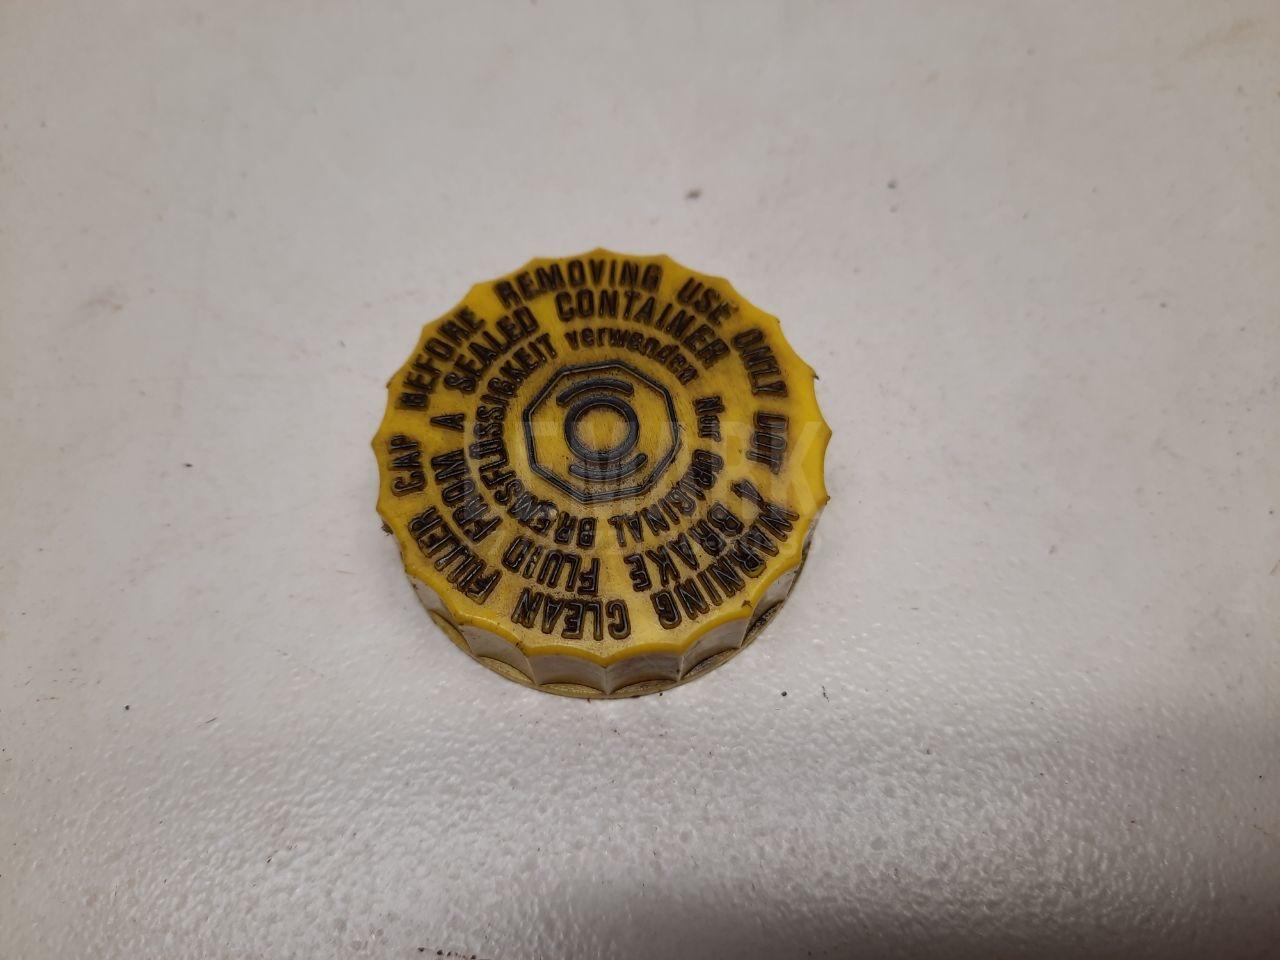 WARNING CLEAN FILLER CAP BEFORE REMOVING USE ONLY DOT 4
BRAKE FLUID FROM A SEALED CONTAINER
Nur ORIGINAL BREMSFLÜSSIGKEIT verwenden